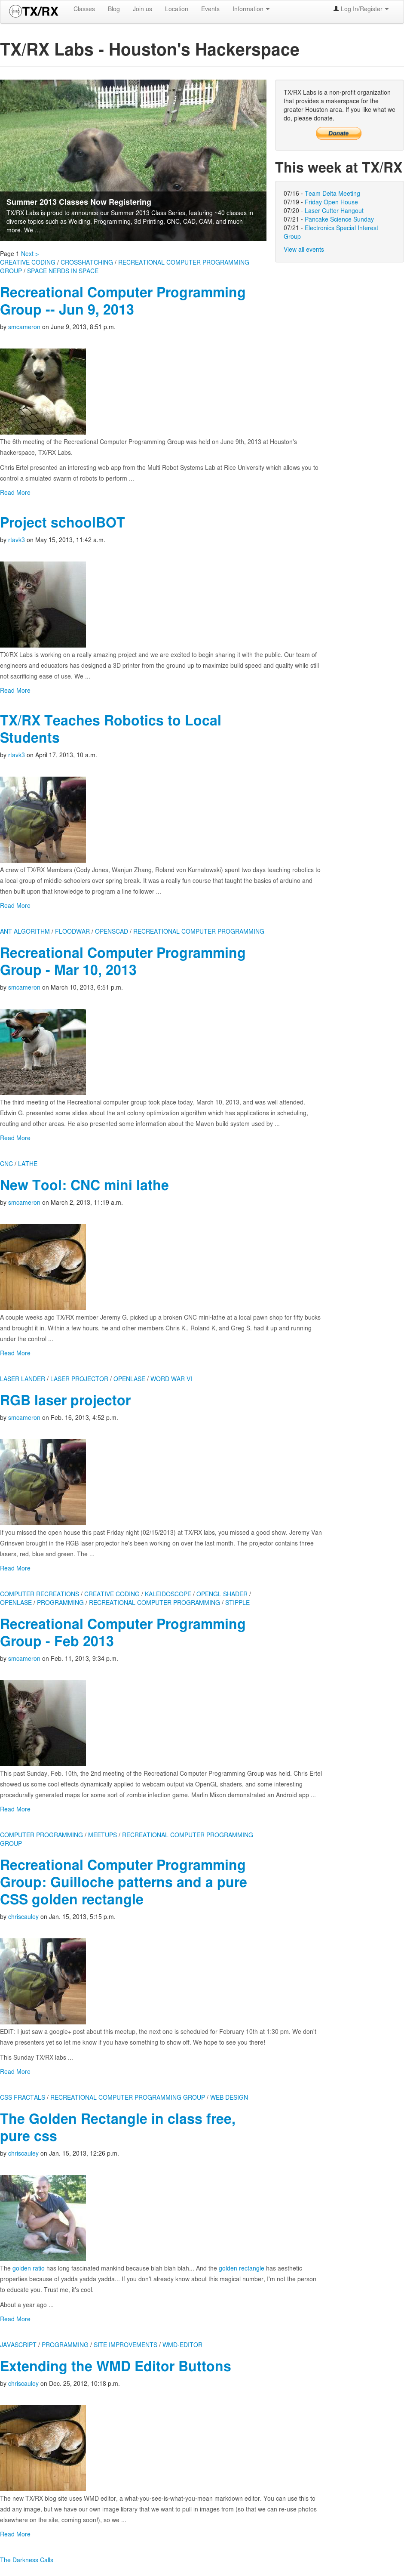 TX/RX
Classes
Blog
Join us
Location
Events
Information
Log In/Register
TX/RX Labs - Houston's Hackerspace
Summer 2013 Classes Now Registering
TX/RX Labs is proud to announce our Summer 2013 Class Series, featuring ~40 classes in
diverse topics such as Welding, Programming, 3d Printing, CNC, CAD, CAM, and much
more. We ...
TX/RX Labs is a non-profit organization
that provides a makerspace for the
greater Houston area. If you like what we
do, please donate.
Donate
This week at TX/RX
07/16 - Team Delta Meeting
07/19 - Friday Open House
07/20 - Laser Cutter Hangout
07/21 - Pancake Science Sunday
07/21 - Electronics Special Interest
Group
View all events
Page 1 Next >
CREATIVE CODING / CROSSHATCHING / RECREATIONAL COMPUTER PROGRAMMING
GROUP / SPACE NERDS IN SPACE
Recreational Computer Programming
Group -- Jun 9, 2013
by smcameron on June 9, 2013, 8:51 p.m.
The 6th meeting of the Recreational Computer Programming Group was held on June 9th, 2013 at Houston's
hackerspace, TX/RX Labs.
Chris Ertel presented an interesting web app from the Multi Robot Systems Lab at Rice University which allows you to
control a simulated swarm of robots to perform ...
Read More
Project schoolBOT
by rtavk3 on May 15, 2013, 11:42 a.m.
TX/RX Labs is working on a really amazing project and we are excited to begin sharing it with the public. Our team of
engineers and educators has designed a 3D printer from the ground up to maximize build speed and quality while still
not sacrificing ease of use. We ...
Read More
TX/RX Teaches Robotics to Local
Students
by rtavk3 on April 17, 2013, 10 a.m.
A crew of TX/RX Members (Cody Jones, Wanjun Zhang, Roland von Kurnatowski) spent two days teaching robotics to
a local group of middle schoolers over spring break. It was a really fun course that taught the basics of arduino and
then built upon that knowledge to program a line follower ...
Read More
ANT ALGORITHM / FLOODWAR / OPENSCAD / RECREATIONAL COMPUTER PROGRAMMING
Recreational Computer Programming
Group - Mar 10, 2013
by smcameron on March 10, 2013, 6:51 p.m.
The third meeting of the Recreational Computer group took place today, March 10, 2013, and was well attended.
Edwin G. presented some slides about the ant colony optimization algorithm which has applications in scheduling,
routing and other areas. He also presented some information about the Maven build system used by ...
Read More
CNC / LATHE
New Tool: CNC mini lathe
by smcameron on March 2, 2013, 11:19 a.m.
A couple weeks ago TX/RX member Jeremy G. picked up a broken CNC mini-lathe at a local pawn shop for fifty bucks
and brought it in. Within a few hours, he and other members Chris K., Roland K, and Greg S. had it up and running
under the control ...
Read More
LASER LANDER / LASER PROJECTOR / OPENLASE / WORD WAR VI
RGB laser projector
by smcameron on Feb. 16, 2013, 4:52 p.m.
If you missed the open house this past Friday night (02/15/2013) at TX/RX labs, you missed a good show. Jeremy Van
Grinsven brought in the RGB laser projector he's been working on over the last month. The projector contains three
lasers, red, blue and green. The ...
Read More
COMPUTER RECREATIONS / CREATIVE CODING / KALEIDOSCOPE / OPENGL SHADER /
OPENLASE / PROGRAMMING / RECREATIONAL COMPUTER PROGRAMMING / STIPPLE
Recreational Computer Programming
Group - Feb 2013
by smcameron on Feb. 11, 2013, 9:34 p.m.
This past Sunday, Feb. 10th, the 2nd meeting of the Recreational Computer Programming Group was held. Chris Ertel
showed us some cool effects dynamically applied to webcam output via OpenGL shaders, and some interesting
procedurally generated maps for some sort of zombie infection game. Marlin Mixon demonstrated an Android app ...
Read More
COMPUTER PROGRAMMING / MEETUPS / RECREATIONAL COMPUTER PROGRAMMING
GROUP
Recreational Computer Programming
Group: Guilloche patterns and a pure
CSS golden rectangle
by chriscauley on Jan. 15, 2013, 5:15 p.m.
EDIT: I just saw a google+ post about this meetup, the next one is scheduled for February 10th at 1:30 pm. We don't
have presenters yet so let me know if you have something to show off. We hope to see you there!
This Sunday TX/RX labs ...
Read More
CSS FRACTALS / RECREATIONAL COMPUTER PROGRAMMING GROUP / WEB DESIGN
The Golden Rectangle in class free,
pure css
by chriscauley on Jan. 15, 2013, 12:26 p.m.
The golden ratio has long fascinated mankind because blah blah blah... And the golden rectangle has aesthetic
properties because of yadda yadda yadda... If you don't already know about this magical number, I'm not the person
to educate you. Trust me, it's cool.
About a year ago ...
Read More
JAVASCRIPT / PROGRAMMING / SITE IMPROVEMENTS / WMD-EDITOR
Extending the WMD Editor Buttons
by chriscauley on Dec. 25, 2012, 10:18 p.m.
The new TX/RX blog site uses WMD editor, a what-you-see-is-what-you-mean markdown editor. You can use this to
add any image, but we have our own image library that we want to pull in images from (so that we can re-use photos
elsewhere on the site, coming soon!), so we ...
Read More
The Darkness Calls